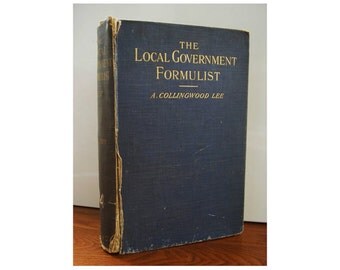 THE
LOCAL GOVERNMENT
FORMULIST
A. COLLINGWOOD LEE